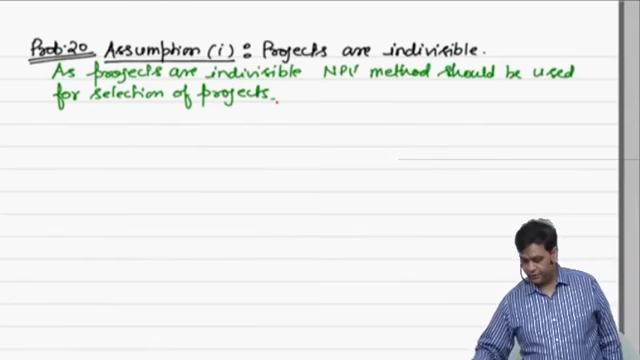 Prob.20 Assumption (i) : Projects are indivisible.
As projects are indivisible NPV method should be used
for selection of projects.